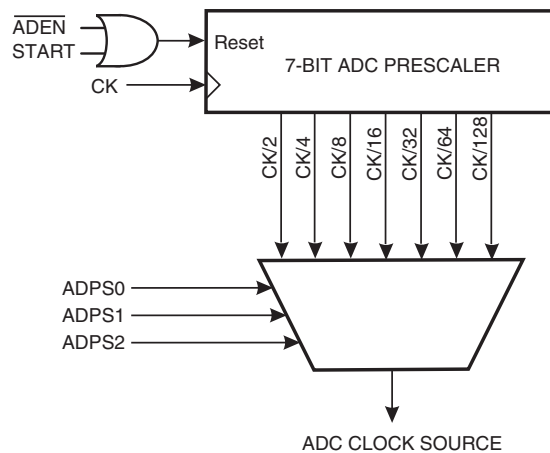 ADEN
START
Reset
7-BIT ADC PRESCALER
CK
CK/2
CK/4
CK/8
CK/16
CK/32
CK/64
CK/128
ADPS0
ADPS1
ADPS2
ADC CLOCK SOURCE